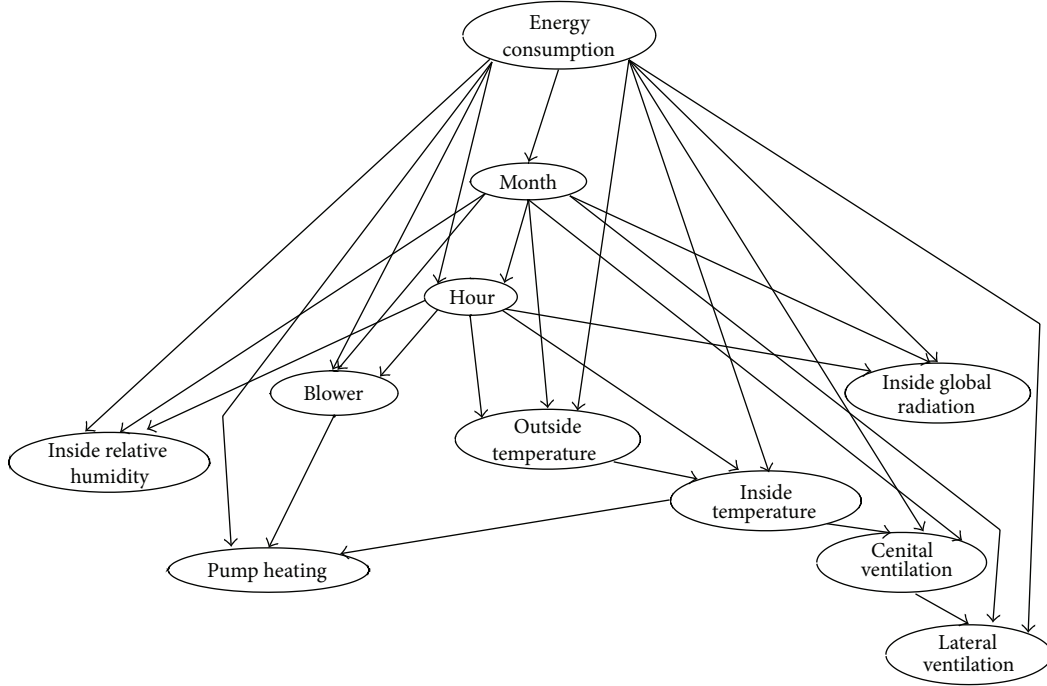 Energy
consumption
Month
Hour
Blower
Inside global
radiation
Outside
temperature
Inside relative
humidity
Inside
temperature
Cenital
ventilation
Pump heating
Lateral
ventilation